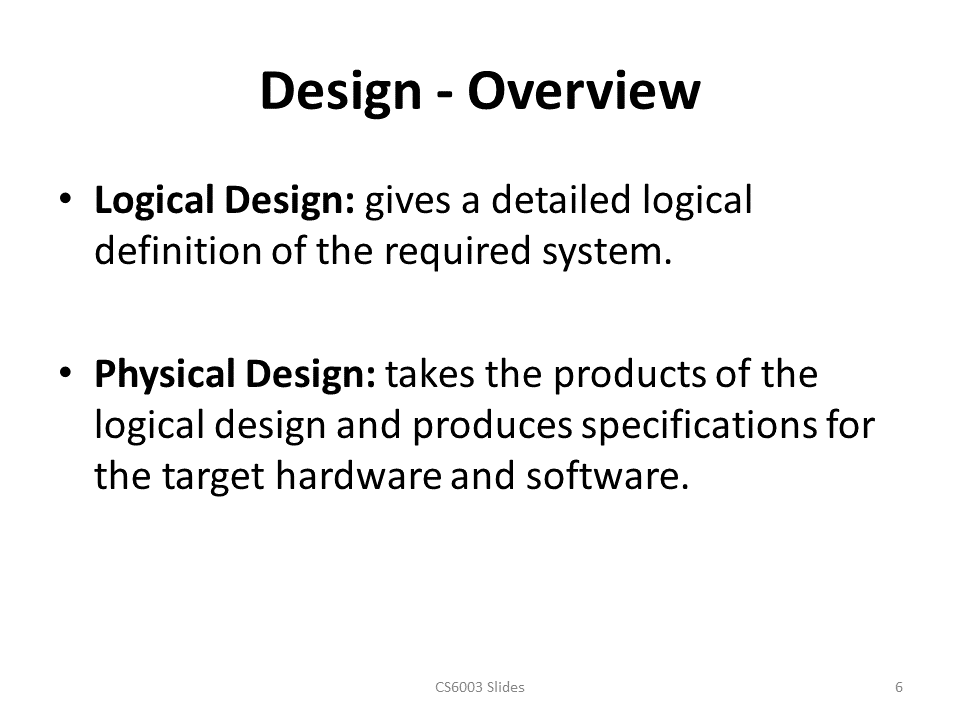 Design - Overview
• Logical Design: gives a detailed logical
definition of the required system.
• Physical Design: takes the products of the
logical design and produces specifications for
the target hardware and software.
CS6003 Slides
6